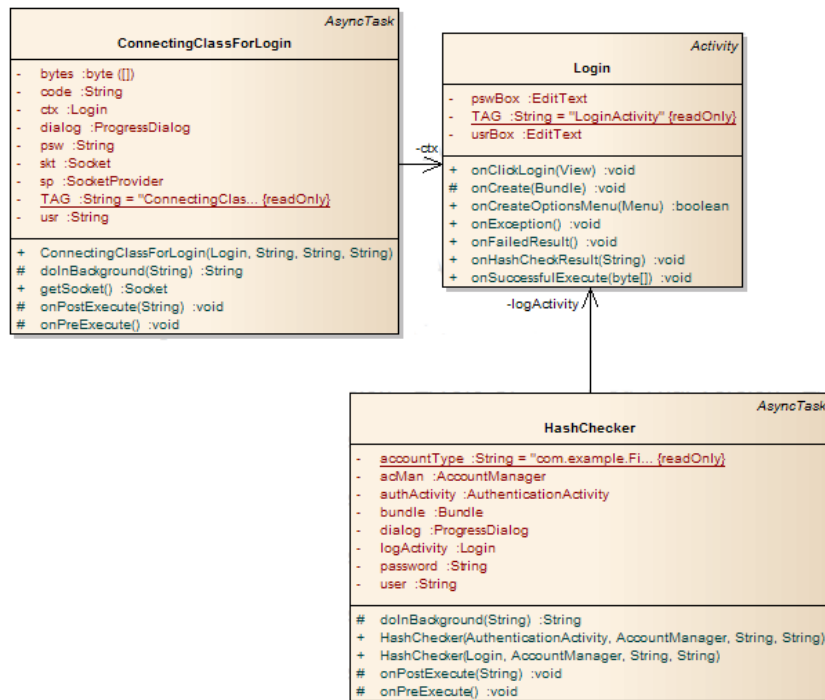 AsyncTask
ConnectingClassForLogin
- bytes :byte ([])
- code :String
- ctx :Login
- dialog :ProgressDialog
- psw :String
- skt :Socket
- sp :SocketProvider
- TAG :String = "ConnectingClas... {readOnly}
- usr :String
+ ConnectingClassForLogin(Login, String, String, String)
# doInBackground(String) :String
+ getSocket() :Socket
# onPostExecute(String) :void
# onPreExecute() :void
-ctx
Activity
Login
- pswBox :EditText
- TAG :String = "LoginActivity" {readOnly}
- usrBox :EditText
+ onClickLogin(View) :void
# onCreate(Bundle) :void
+ onCreateOptionsMenu(Menu) :boolean
+ onException() :void
+ onFailedResult() :void
+ onHashCheckResult(String) :void
+ onSuccessfulExecute(byte[]) :void
-logActivity
AsyncTask
HashChecker
- accountType :String = "com.example.Fi... {readOnly}
- acMan :AccountManager
- authActivity :AuthenticationActivity
- bundle :Bundle
- dialog :ProgressDialog
- logActivity :Login
- password :String
- user :String
# doInBackground(String) :String
+ HashChecker(AuthenticationActivity, AccountManager, String, String)
+ HashChecker(Login, AccountManager, String, String)
# onPostExecute(String) :void
# onPreExecute() :void